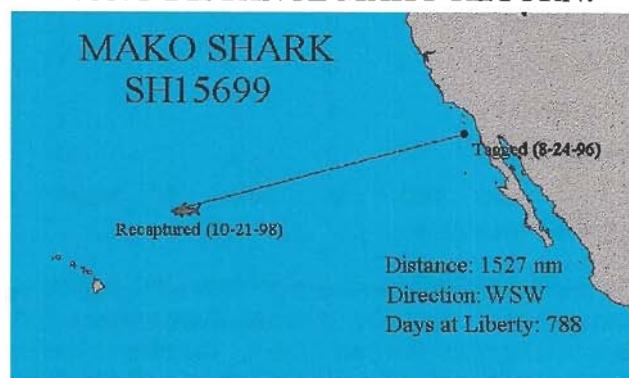 MAKO SHARK
SH15699
Tagged (8-24-96)
Recaptured (10-21-98)
Distance: 1527 nm
Direction: WSW
Days at Liberty: 788